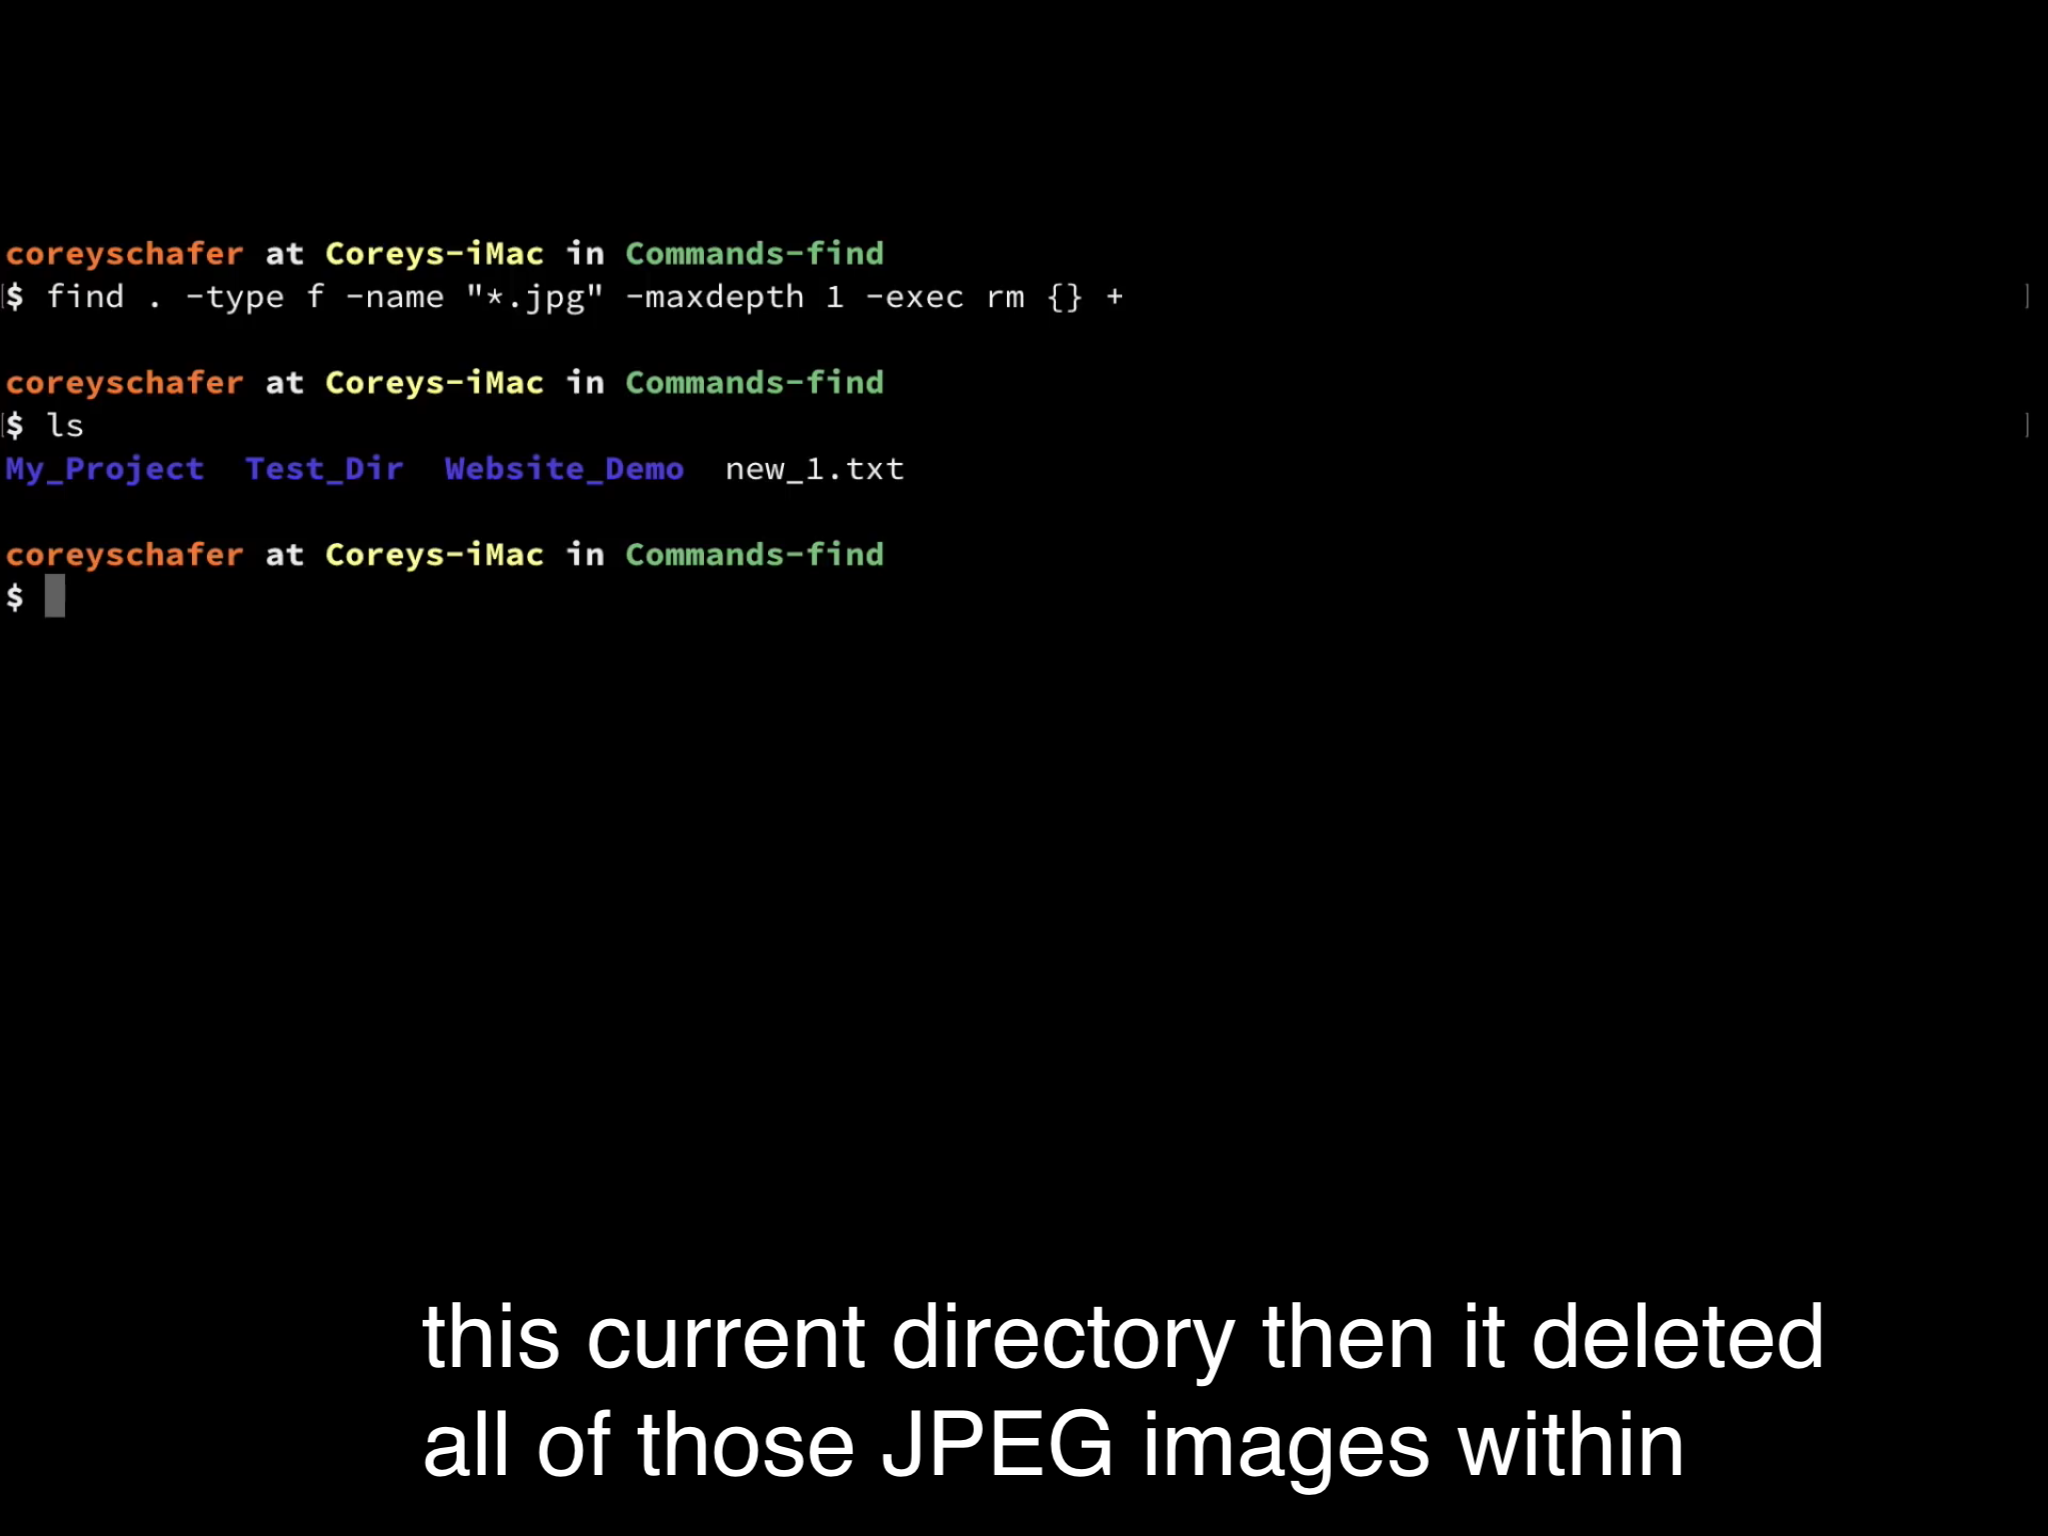 coreyschafer at Coreys-iMac in Commands-find
[$ find . -type f -name "*.jpg" -maxdepth 1 -exec rm {} + ]
coreyschafer at Coreys-iMac in Commands-find
[$ ls ]
My_Project Test_Dir Website_Demo new_1.txt
coreyschafer at Coreys-iMac in Commands-find
$
this current directory then it deleted
all of those JPEG images within